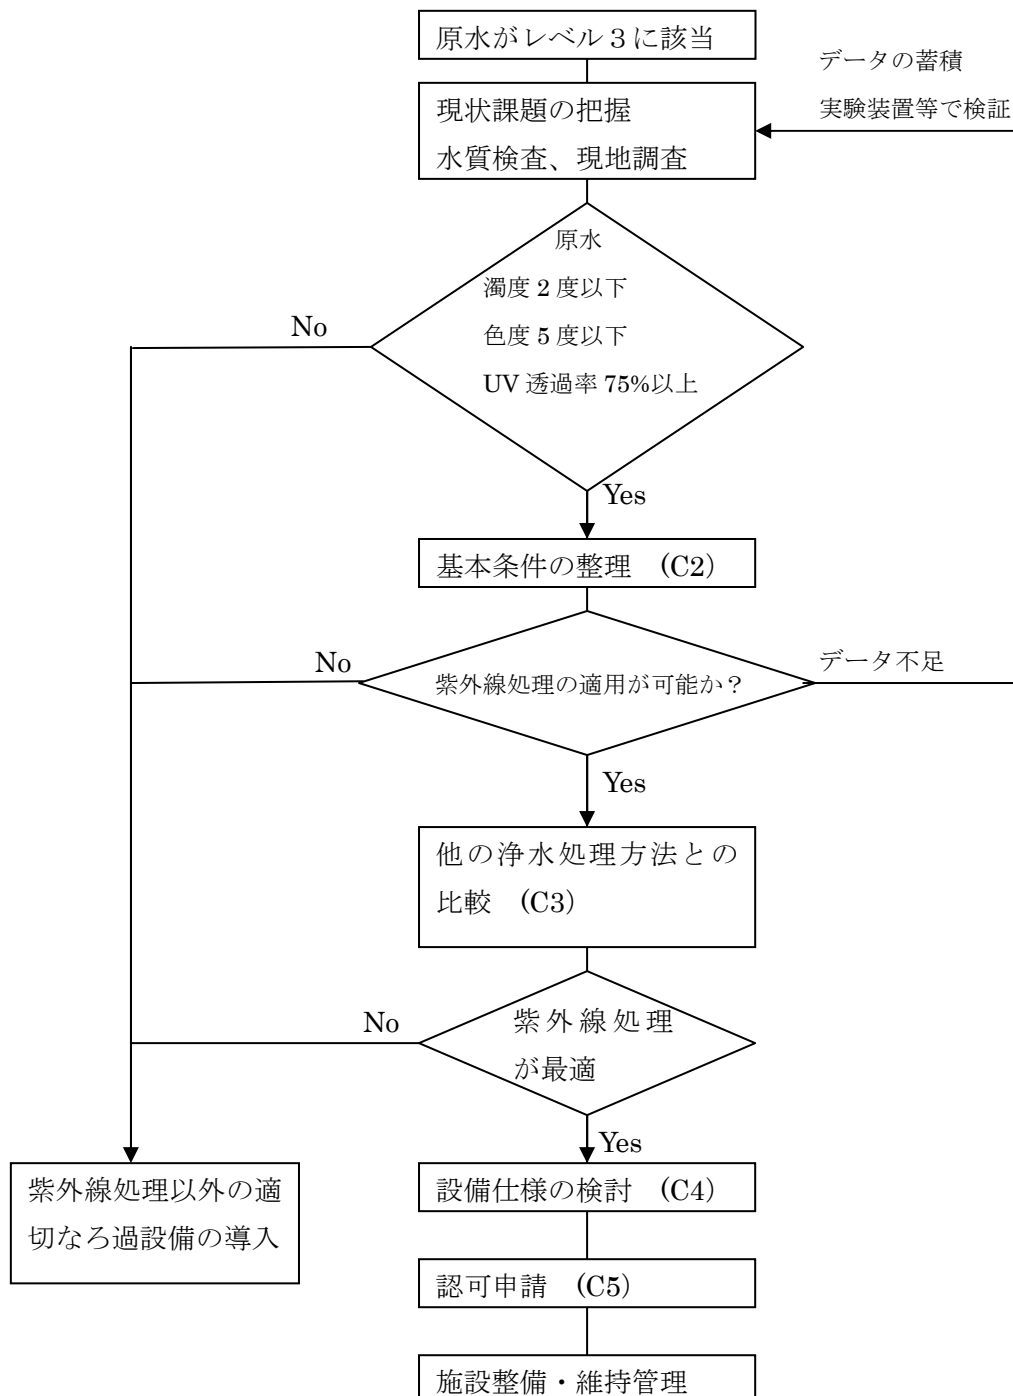 原水がレベル３に該当
データの蓄積
実験装置等で検証
現状課題の把握
水質検査、現地調査
原水
濁度 2 度以下
色度 5 度以下
UV 透過率 75%以上
No
Yes
基本条件の整理　(C2)
No
紫外線処理の適用が可能か？
データ不足
Yes
他の浄水処理方法との
比較　(C3)
No
紫外線処理
が最適
Yes
紫外線処理以外の適
切なろ過設備の導入
設備仕様の検討　(C4)
認可申請　(C5)
施設整備・維持管理